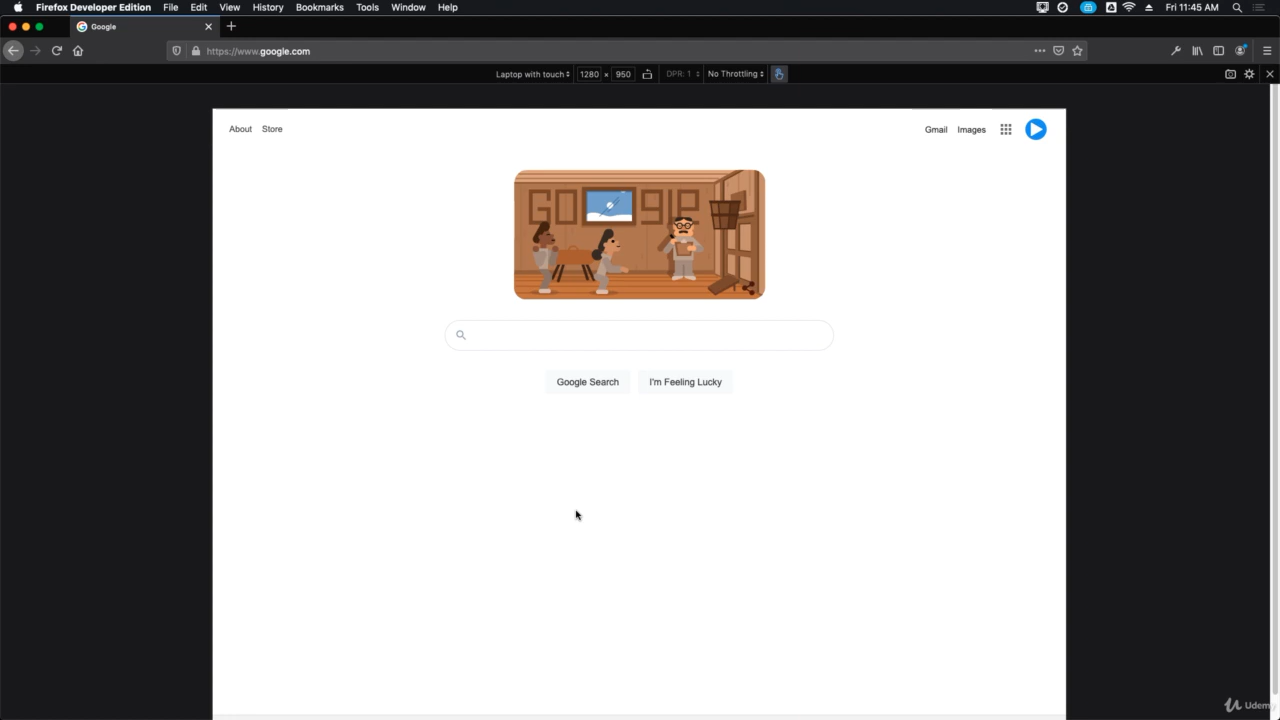 Firefox Developer Edition File Edit View History Bookmarks Tools Window Help Fri 11:45 AM
Google
https://www.google.com
Laptop with touch 1280 × 950 DPR: 1 No Throttling
About Store Gmail Images
Google Search I'm Feeling Lucky
Udemy